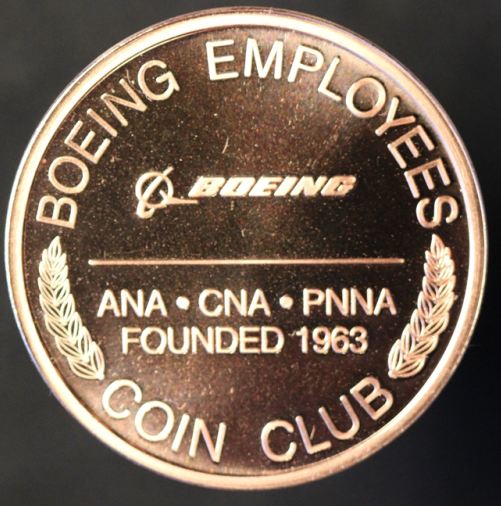 BOEING EMPLOYEES
BOEING
ANA • CNA • PNNA
FOUNDED 1963
COIN CLUB